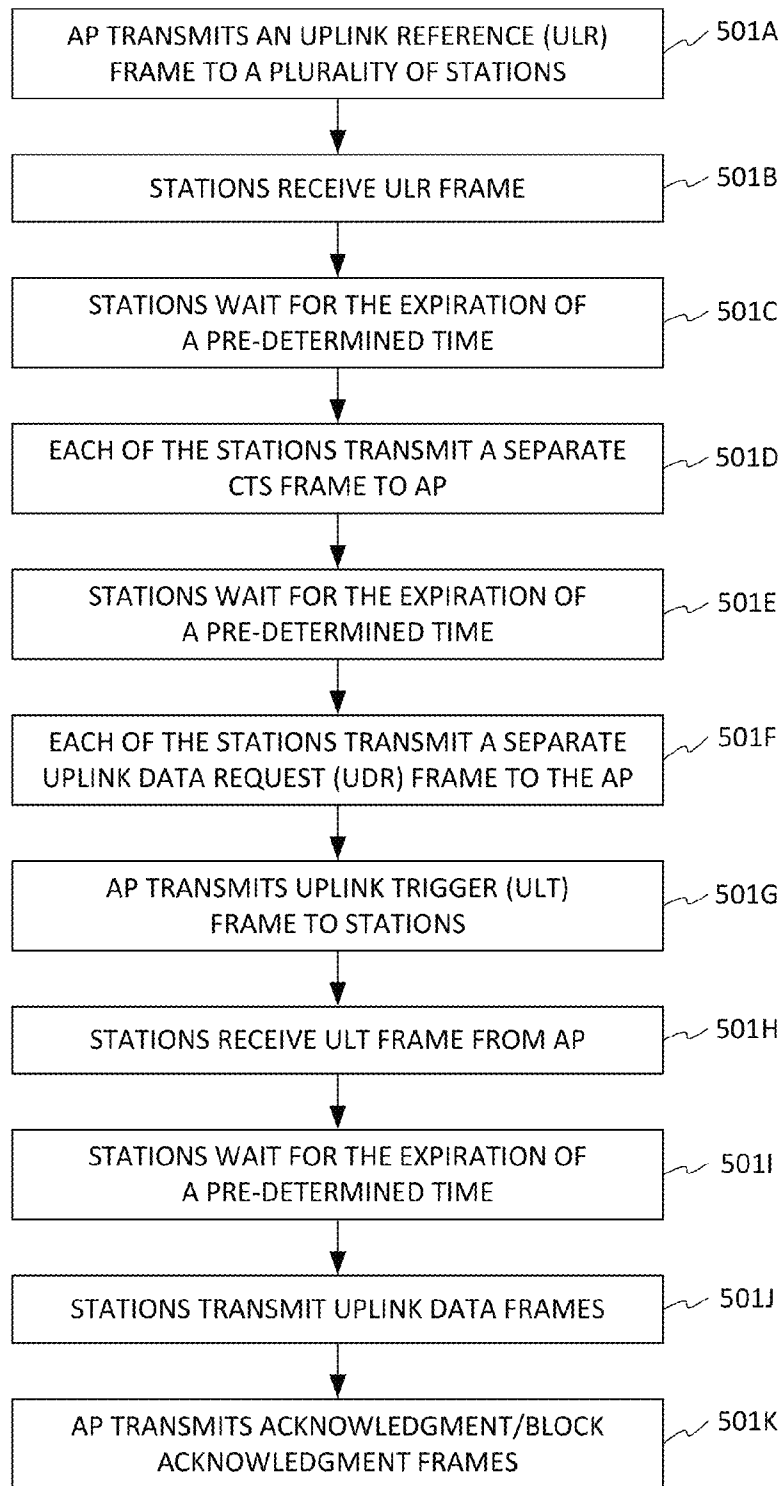 AP TRANSMITS AN UPLINK REFERENCE (ULR)
FRAME TO A PLURALITY OF STATIONS
501A
STATIONS RECEIVE ULR FRAME
501B
STATIONS WAIT FOR THE EXPIRATION OF
A PRE-DETERMINED TIME
501C
EACH OF THE STATIONS TRANSMIT A SEPARATE
CTS FRAME TO AP
501D
STATIONS WAIT FOR THE EXPIRATION OF
A PRE-DETERMINED TIME
501E
EACH OF THE STATIONS TRANSMIT A SEPARATE
UPLINK DATA REQUEST (UDR) FRAME TO THE AP
501F
AP TRANSMITS UPLINK TRIGGER (ULT)
FRAME TO STATIONS
501G
STATIONS RECEIVE ULT FRAME FROM AP
501H
STATIONS WAIT FOR THE EXPIRATION OF
A PRE-DETERMINED TIME
501I
STATIONS TRANSMIT UPLINK DATA FRAMES
501J
AP TRANSMITS ACKNOWLEDGMENT/BLOCK
ACKNOWLEDGMENT FRAMES
501K